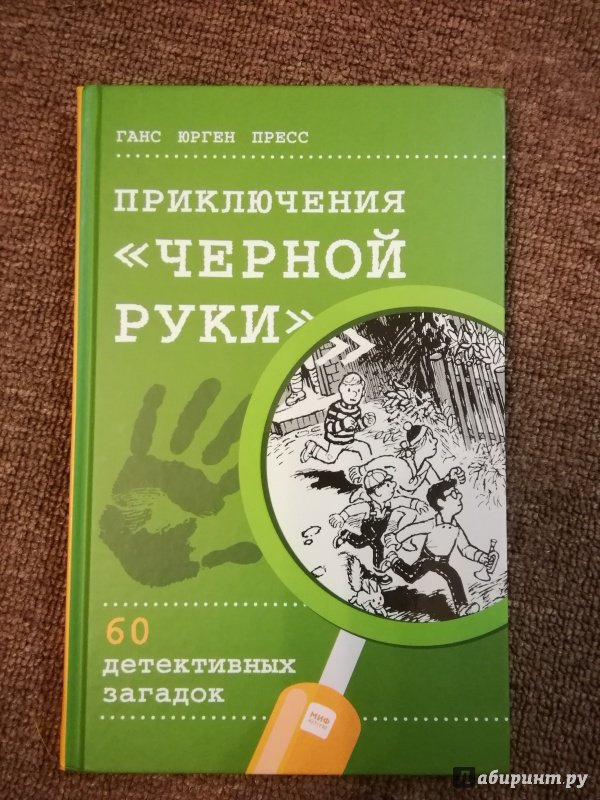 ГАНС ЮРГЕН ПРЕСС
ПРИКЛЮЧЕНИЯ
«ЧЕРНОЙ
РУКИ»
60
детективных
загадок
МИФ
Лабиринт.ру